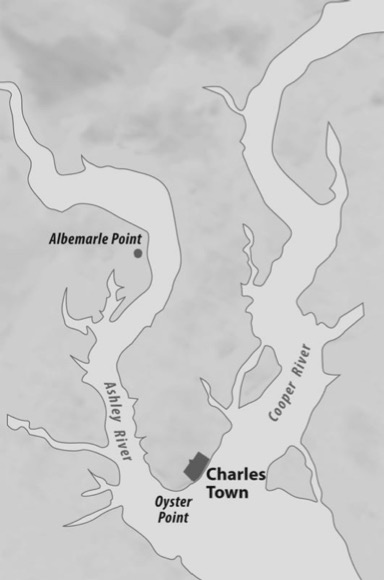 Albemarle Point
Ashley River
Cooper River
Charles
Town
Oyster
Point